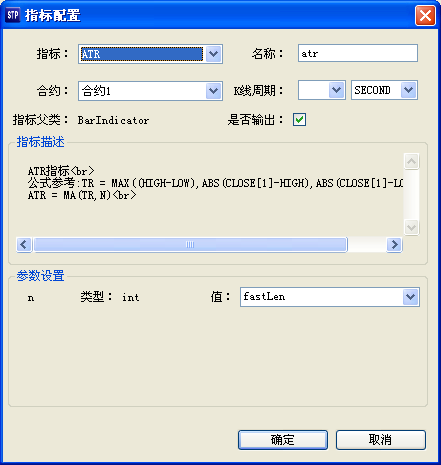 STP 指标配置
指标： ATR 名称： atr
合约： 合约1 K线周期： SECOND
指标父类： BarIndicator 是否输出：
指标描述
ATR指标<br>
公式参考:TR = MAX((HIGH-LOW),ABS(CLOSE[1]-HIGH),ABS(CLOSE[1]-LO
ATR = MA(TR,N)<br>
参数设置
n 类型： int 值： fastLen
确定 取消